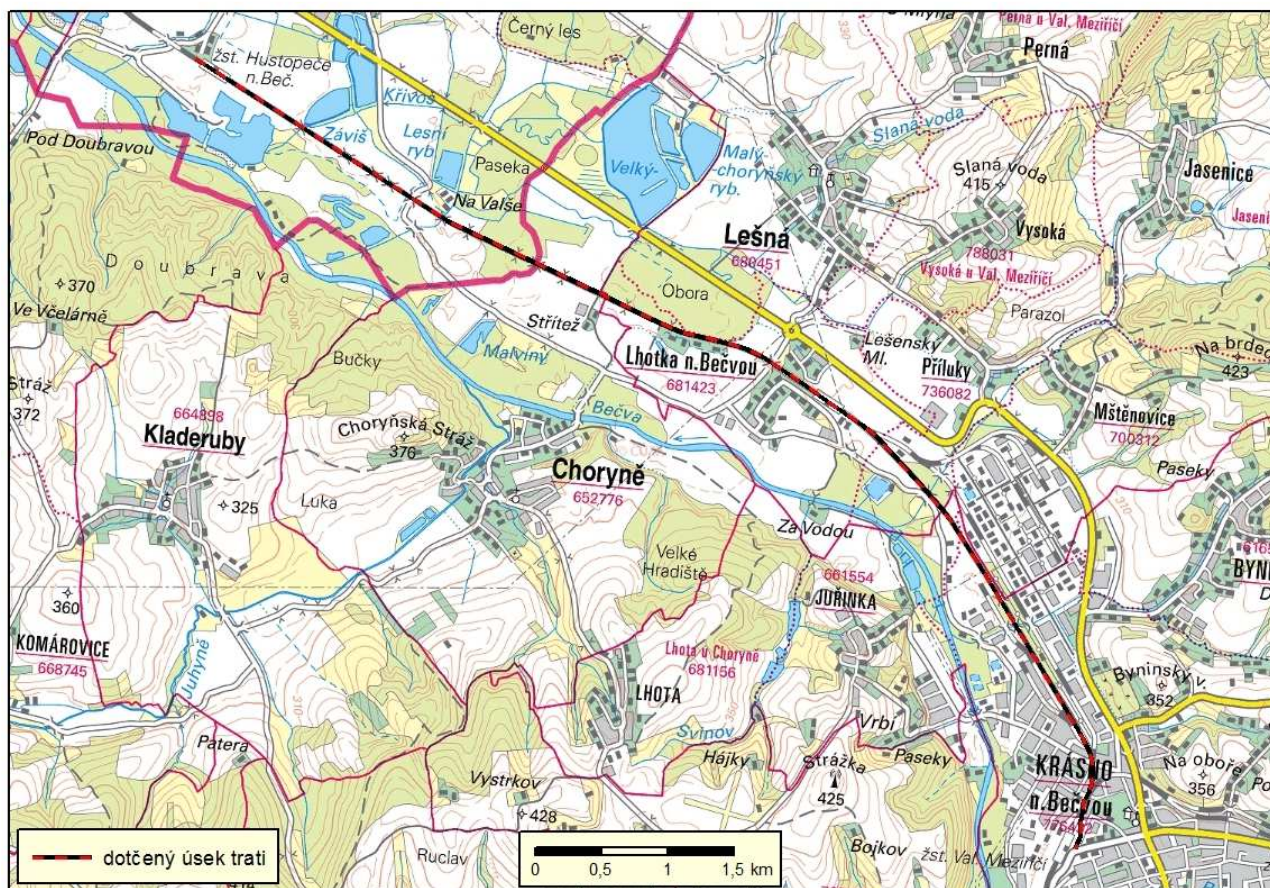 Černý les
Perná u Val. Meziříčí
Perná
žst. Hustopeče
n.Beč.
Křivoš
Slaná voda
Záviš
Lesní
ryb
Paseka
Velký-
Malý-
-choryňský
ryb.
Pod Doubravou
Slaná voda
415
Jasenice
Na Valše
Lešná
680451
Vysoká
788031
Vysoká u Val. Meziříčí
Doubrava
370
Obora
Parazol
Ve Včelárně
Střítež
Lešenský
Ml.
Na brdec
423
Bučky
Malviny
Lhotka n.Bečvou
681423
Příluky
736082
Stráž
372
664898
Kladeruby
Choryňská Stráž
376
Bečva
Mštěnovice
700312
Choryně
652776
Paseky
325
Luka
Za Vodou
Velké
Hradiště
661554
JUŘINKA
360
KOMÁROVICE
668745
Juhyně
Lhota u Choryně
681156
LHOTA
Byninský v.
352
Vrbí
Svinov
Patera
Hájky
Strážka
425
Paseky
KRÁSNO
n.Bečvou
Na oboře
356
Vystrkov
428
Ruclav
Bojkov
žst. Val. Meziříčí
dotčený úsek trati
0 0,5 1 1,5 km